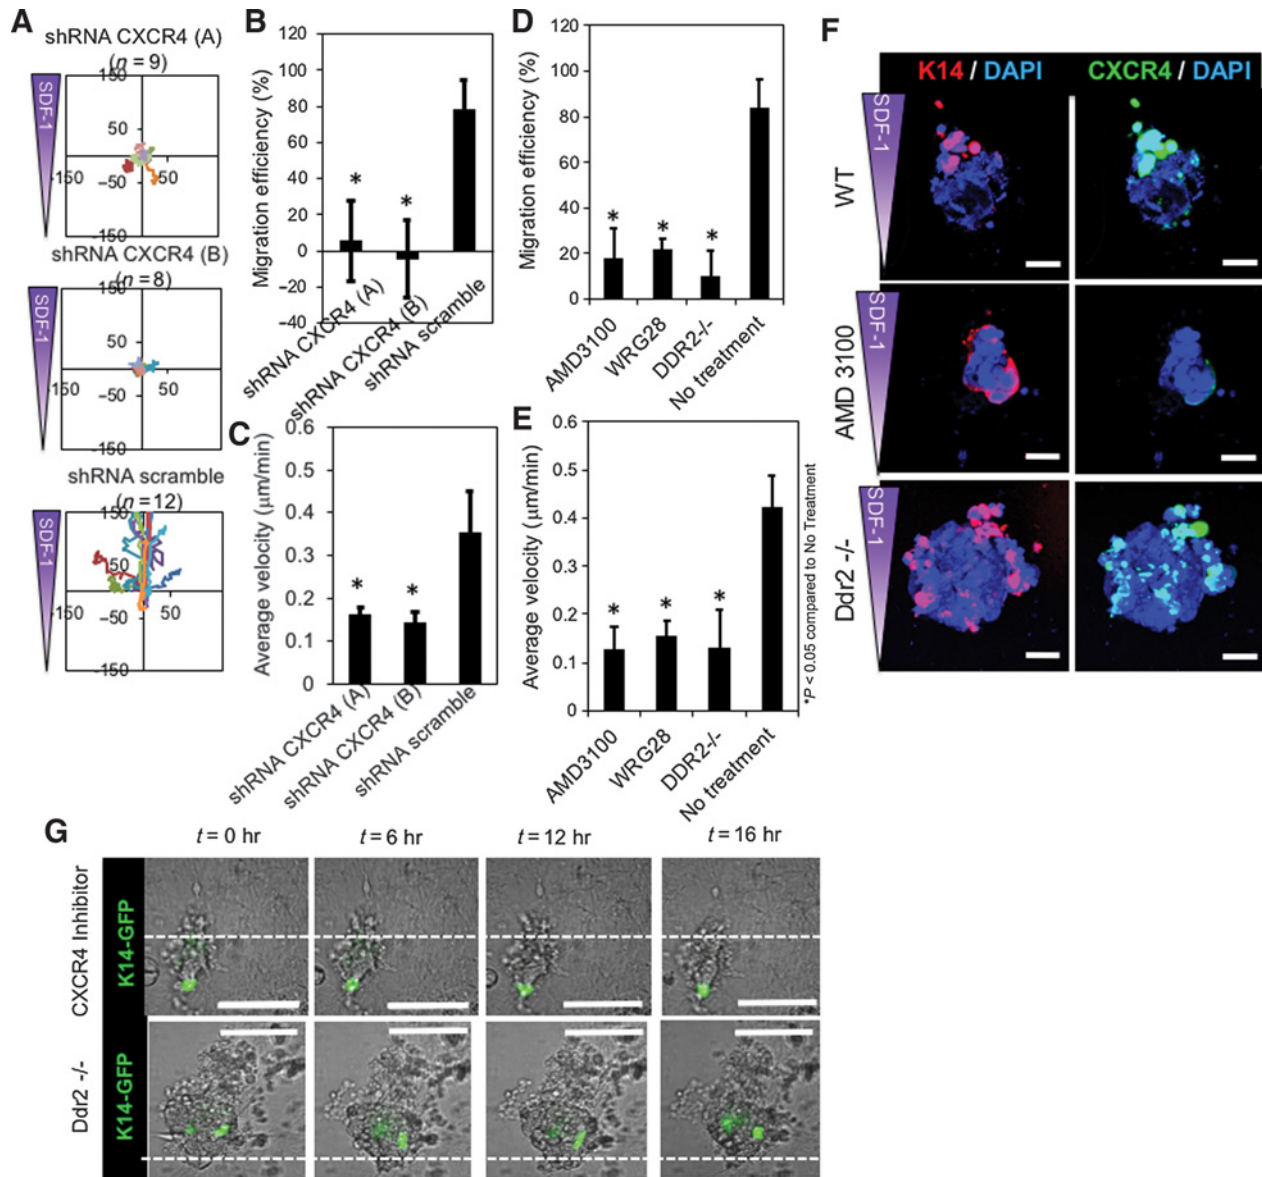 A
shRNA CXCR4 (A)
(n = 9)
SDF-1
150
50
-150
50
−50
-150
shRNA CXCR4 (B)
(n = 8)
SDF-1
150
50
-150
50
−50
-150
shRNA scramble
(n = 12)
SDF-1
150
50
-150
50
−50
-150
B
Migration efficiency (%)
120
100
80
60
40
20
0
−20
−40
*
*
shRNA CXCR4 (A)
shRNA CXCR4 (B)
shRNA scramble
C
Average velocity (μm/min)
0.6
0.5
0.4
0.3
0.2
0.1
0
*
*
shRNA CXCR4 (A)
shRNA CXCR4 (B)
shRNA scramble
D
Migration efficiency (%)
120
100
80
60
40
20
0
*
*
*
AMD3100
WRG28
DDR2-/-
No treatment
E
Average velocity (μm/min)
0.6
0.5
0.4
0.3
0.2
0.1
0
*
*
*
AMD3100
WRG28
DDR2-/-
No treatment
*P < 0.05 compared to No Treatment
F
K14 / DAPI
CXCR4 / DAPI
WT
SDF-1
AMD 3100
SDF-1
Ddr2 -/-
SDF-1
G
t = 0 hr
t = 6 hr
t = 12 hr
t = 16 hr
CXCR4 Inhibitor
K14-GFP
Ddr2 -/-
K14-GFP